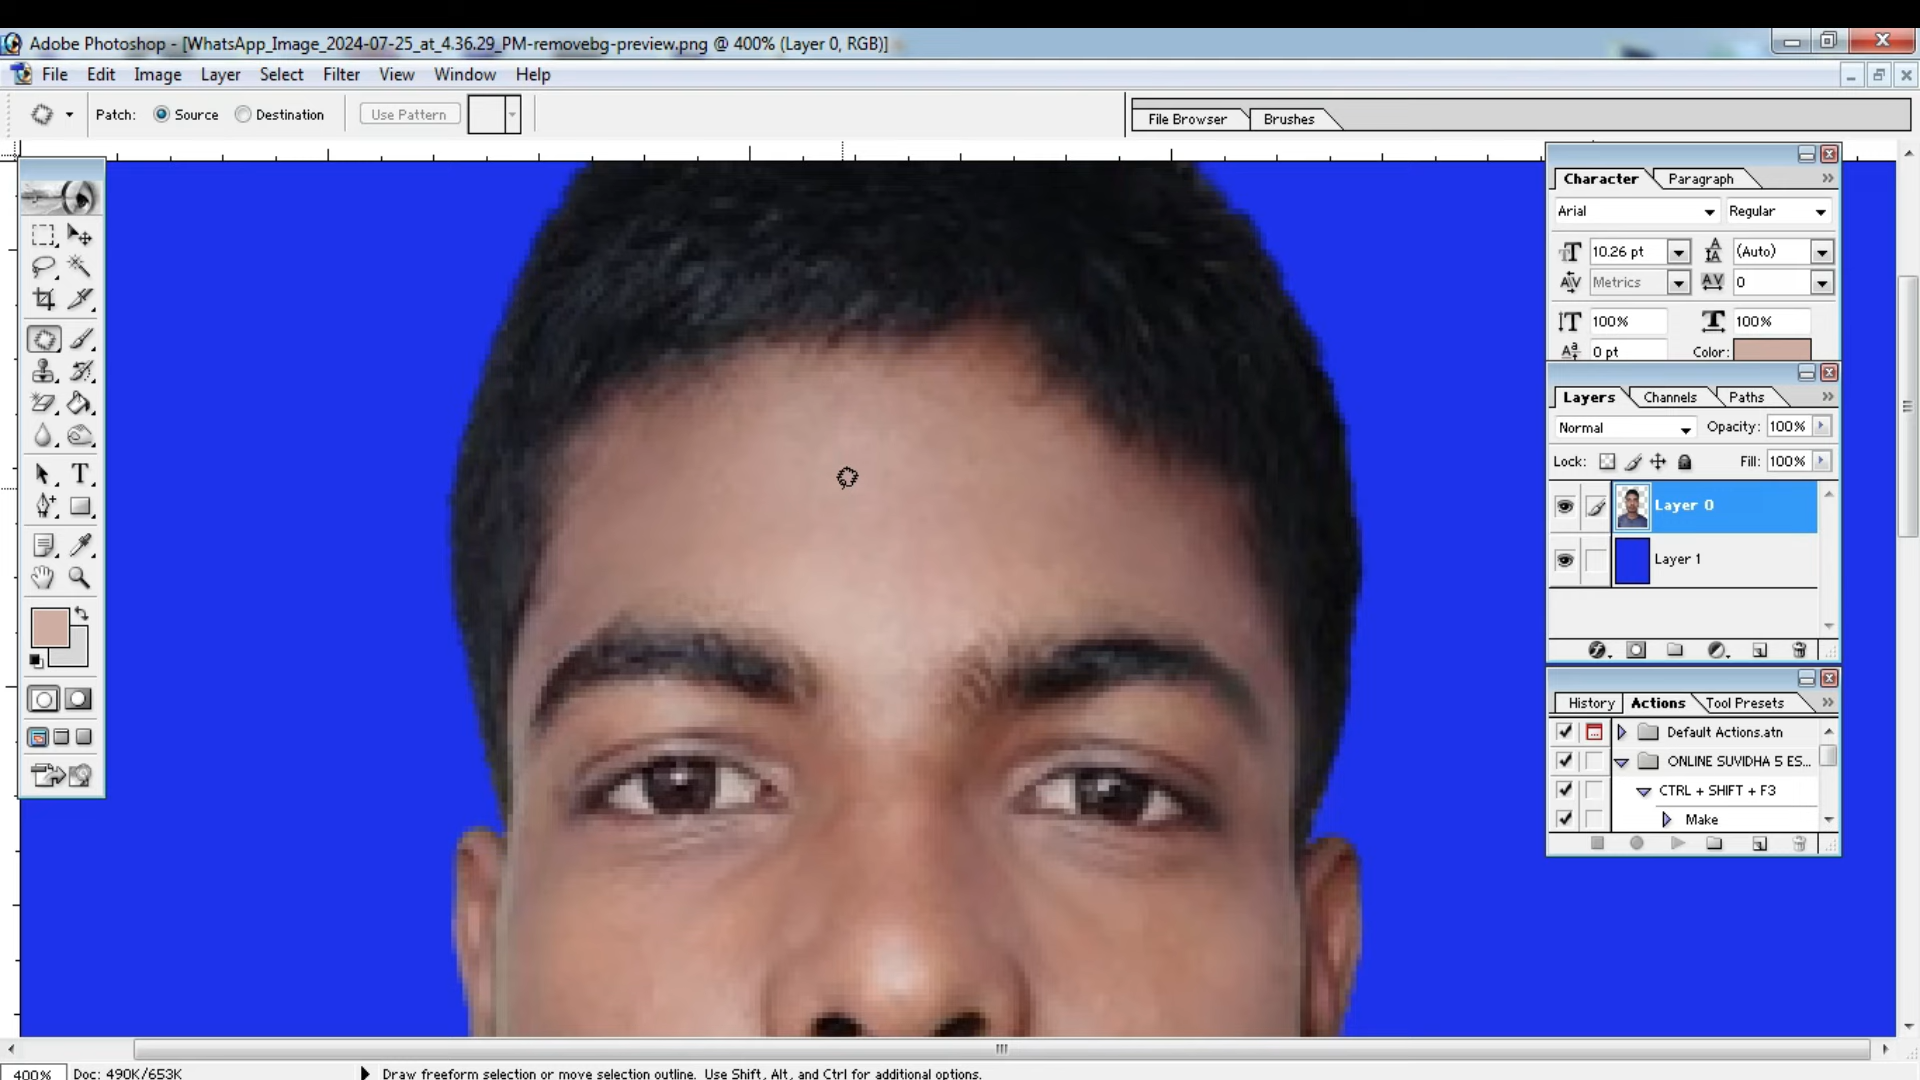 Adobe Photoshop - [WhatsApp_Image_2024-07-25_at_4.36.29_PM-removebg-preview.png @ 400% (Layer 0, RGB)]
File Edit Image Layer Select Filter View Window Help
Patch: Source Destination Use Pattern
File Browser Brushes
Character Paragraph
Arial Regular
10.26 pt (Auto)
Metrics 0
100% 100%
0 pt Color:
Layers Channels Paths
Normal Opacity: 100%
Lock: Fill: 100%
Layer 0
Layer 1
History Actions Tool Presets
Default Actions.atn
ONLINE SUVIDHA 5 ES...
CTRL + SHIFT + F3
Make
400% Doc: 490K/653K Draw freeform selection or move selection outline. Use Shift, Alt, and Ctrl for additional options.